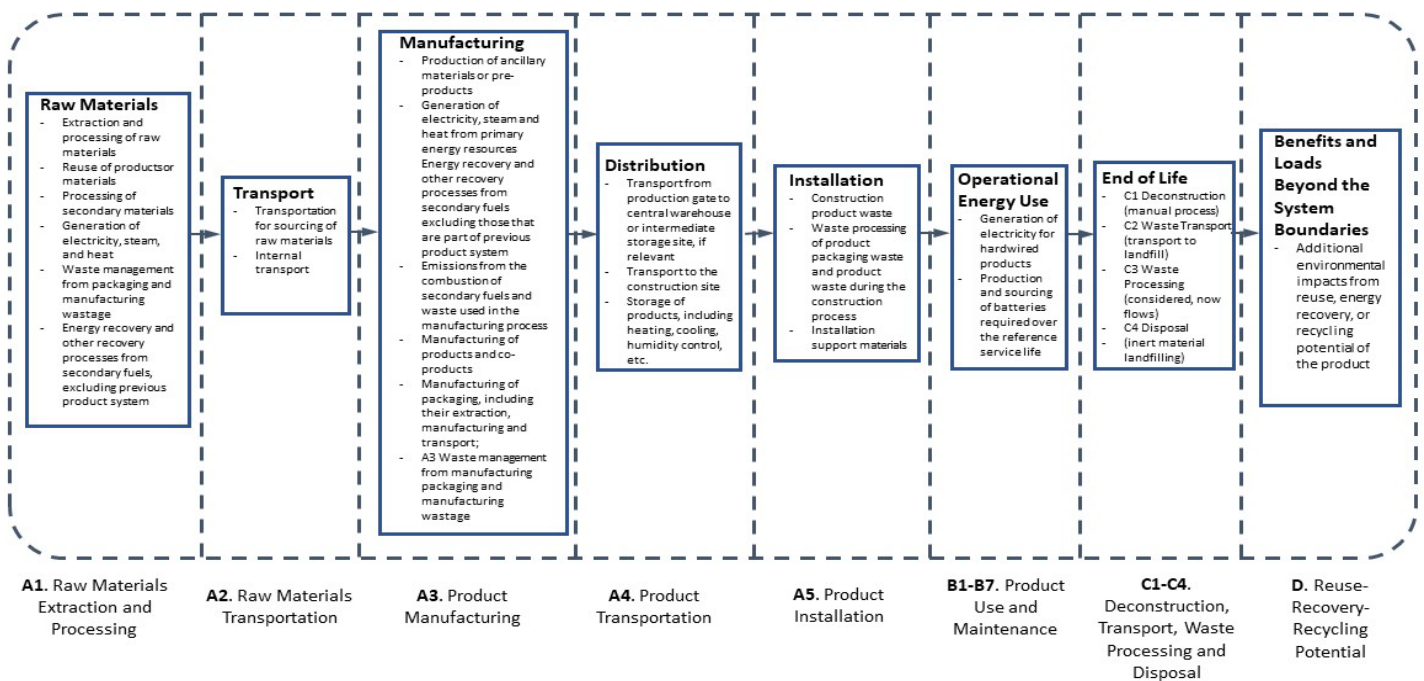 Raw Materials
- Extraction and
processing of raw
materials
- Reuse of productsor
materials
- Processing of
secondary materials
- Generation of
electricity, steam,
and heat
- Waste management
from packaging and
manufacturing
wastage
- Energy recovery and
other recovery
processes from
secondary fuels,
excluding previous
product system
Transport
- Transportation
for sourcing of
raw materials
- Internal
transport
Manufacturing
- Production of ancillary
materials or pre-
products
- Generation of
electricity, steam and
heat from primary
energy resources
Energy recovery and
other recovery
processes from
secondary fuels
excluding those that
are part of previous
product system
- Emissions from the
combustion of
secondary fuels and
waste used in the
manufacturing process
- Manufacturing of
products and co-
products
- Manufacturing of
packaging, including
their extraction,
manufacturing and
transport;
- A3 Waste management
from manufacturing
packaging and
manufacturing
wastage
Distribution
- Transport from
production gate to
central warehouse
or intermediate
storage site, if
relevant
- Transport to the
construction site
- Storage of
products, including
heating, cooling,
humidity control,
etc.
Installation
- Construction
product waste
- Waste processing
of product
packaging waste
and product
waste during the
construction
process
- Installation
support materials
Operational
Energy Use
- Generation of
electricity for
hardwired
products
- Production
and sourcing of
batteries
required over
the reference
service life
End of Life
- C1 Deconstruction
(manual process)
- C2 Waste Transport
(transport to
landfill)
- C3 Waste
Processing
(considered, now
flows)
- C4 Disposal
- (inert material
landfilling)
Benefits and
Loads
Beyond the
System
Boundaries
- Additional
environmental
impacts from
reuse, energy
recovery, or
recycling
potential of
the product
A1. Raw Materials
Extraction and
Processing
A2. Raw Materials
Transportation
A3. Product
Manufacturing
A4. Product
Transportation
A5. Product
Installation
B1-B7. Product
Use and
Maintenance
C1-C4.
Deconstruction,
Transport, Waste
Processing and
Disposal
D. Reuse-
Recovery-
Recycling
Potential